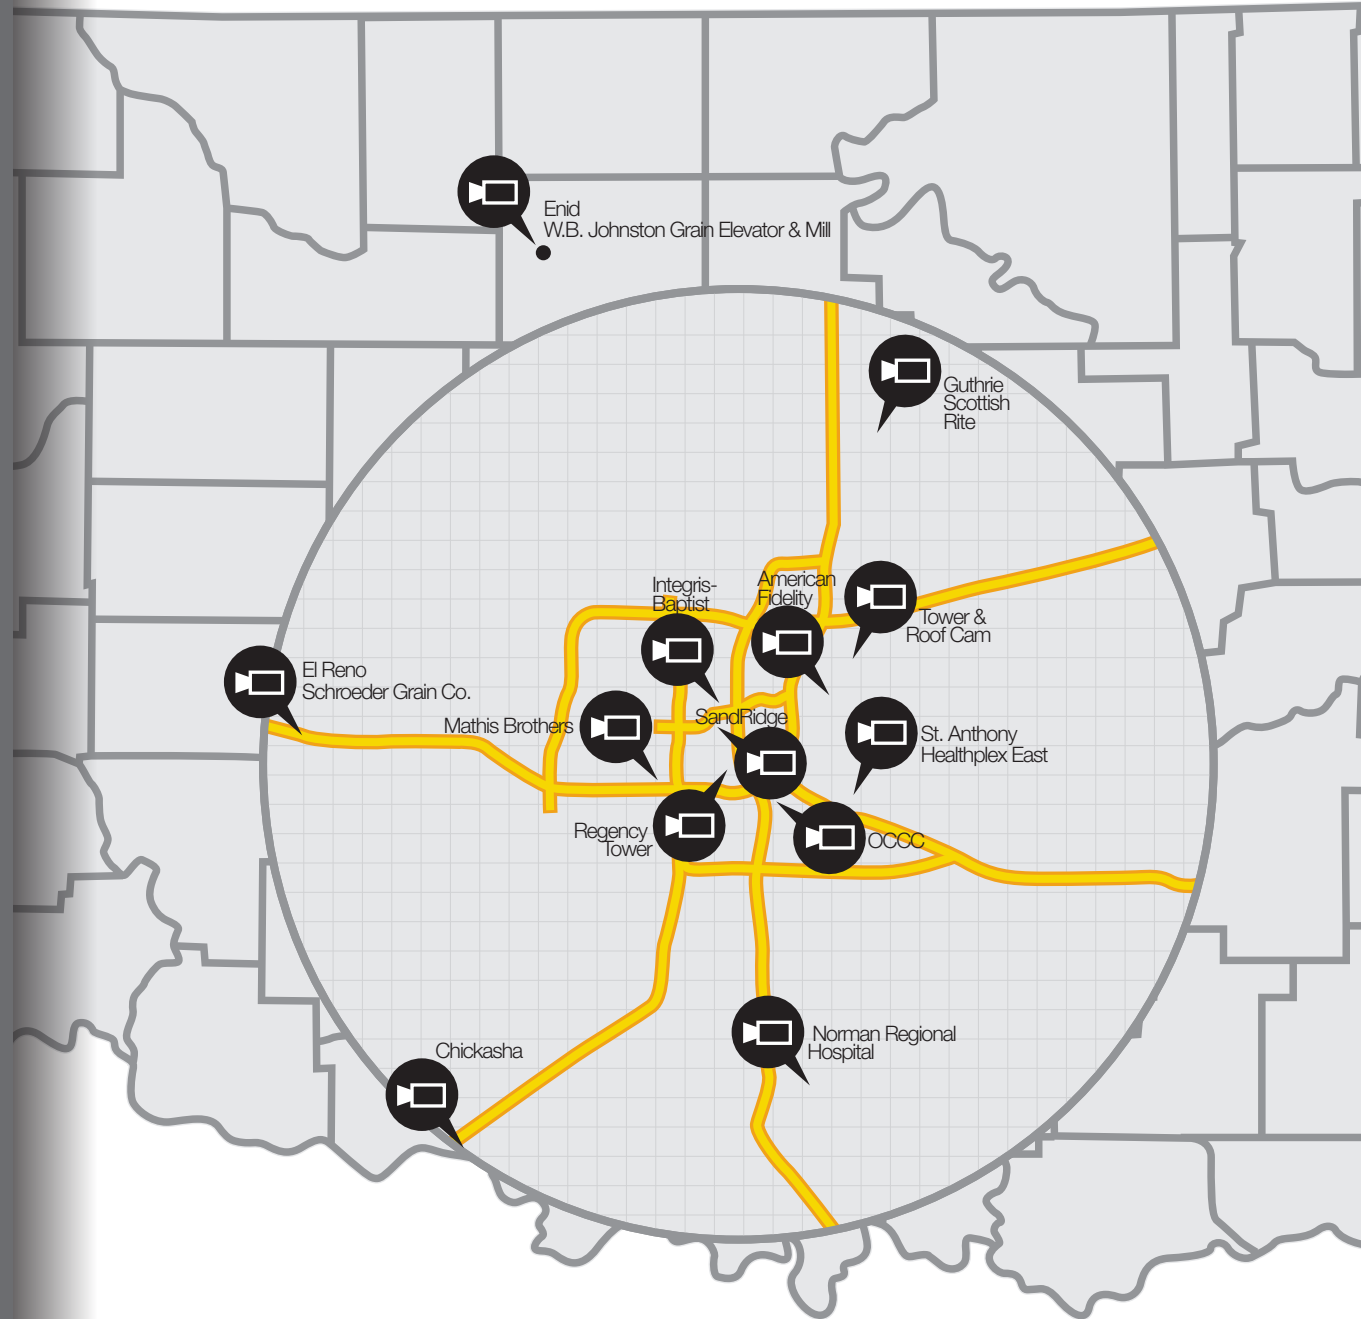 Enid
W.B. Johnston Grain Elevator & Mill
Guthrie
Scottish
Rite
Integris-
Baptist
American
Fidelity
Tower &
Roof Cam
El Reno
Schroeder Grain Co.
Mathis Brothers
SandRidge
St. Anthony
Healthplex East
Regency
Tower
OCCC
Chickasha
Norman Regional
Hospital